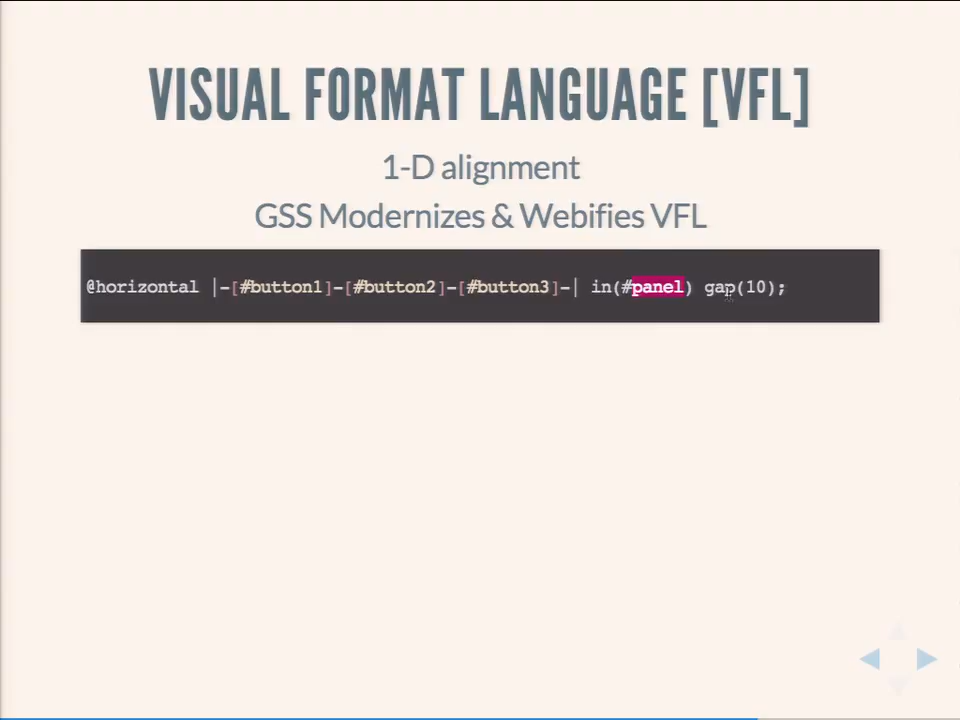 VISUAL FORMAT LANGUAGE [VFL]
1-D alignment
GSS Modernizes & Webifies VFL
@horizontal |-[#button1]-[#button2]-[#button3]-| in(#panel) gap(10);